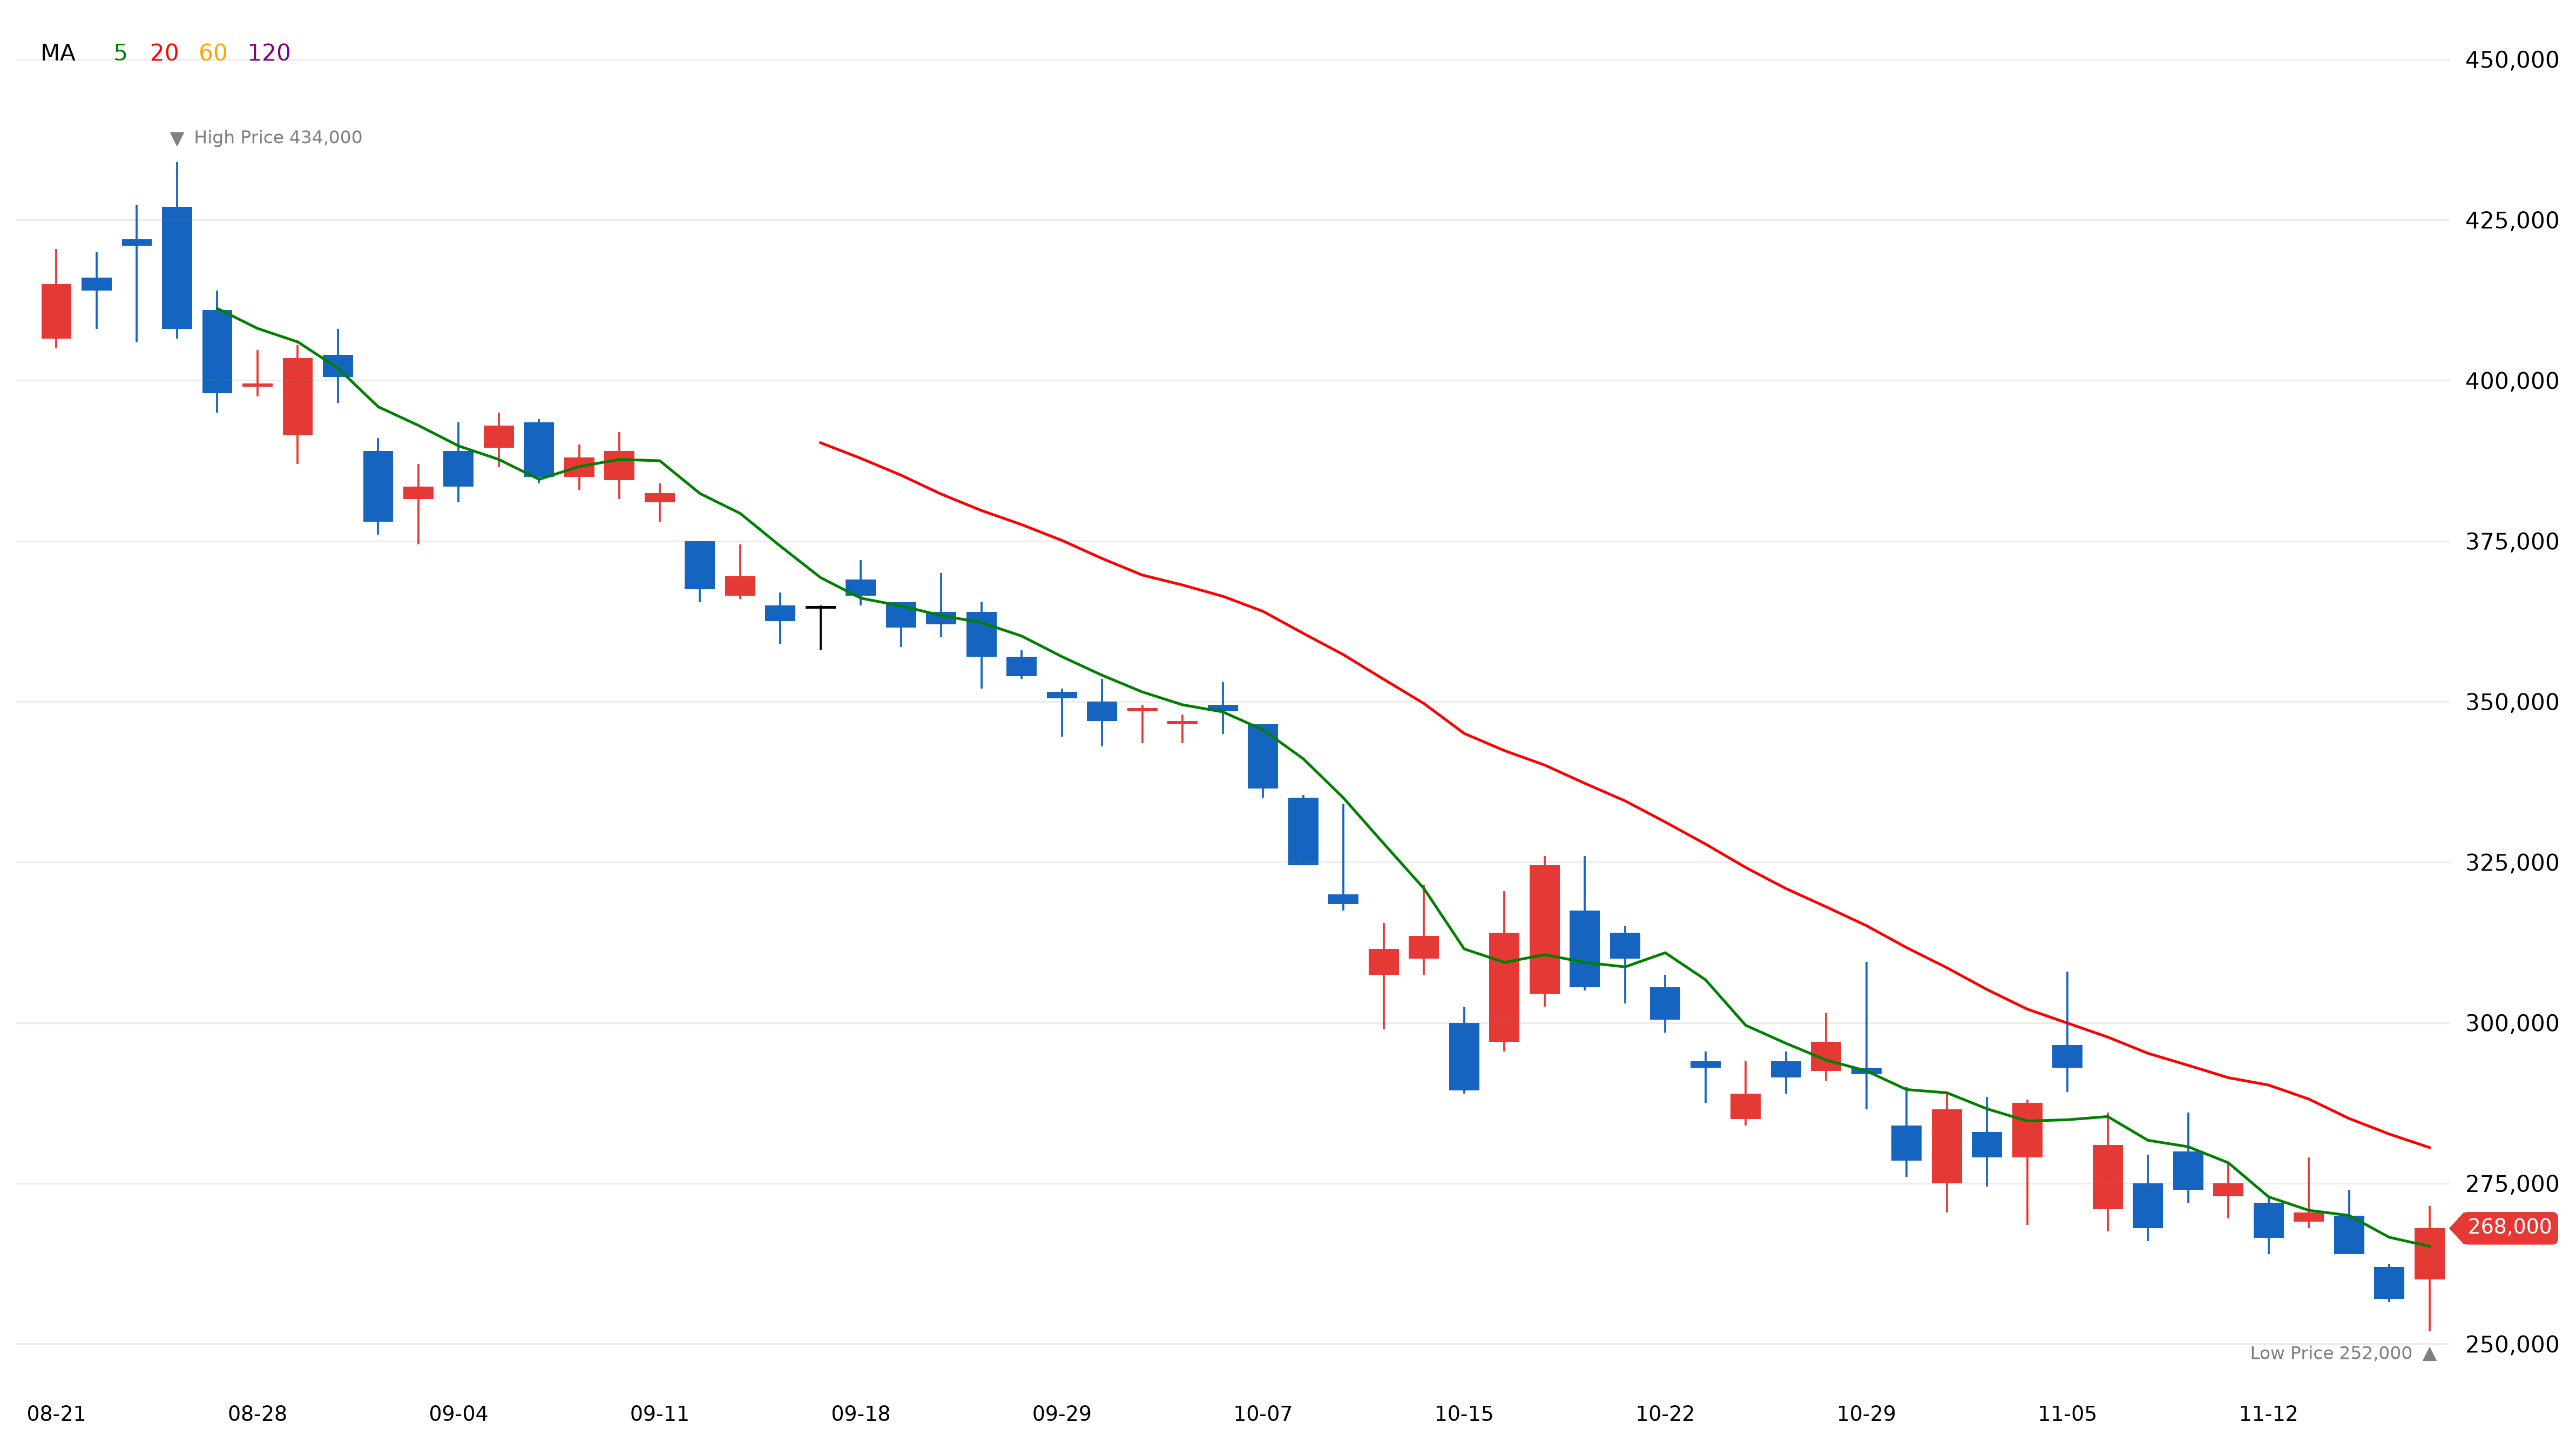 MA 5 20 60 120
450,000
▼ High Price 434,000
425,000
400,000
375,000
350,000
325,000
300,000
275,000
268,000
250,000
Low Price 252,000 ▲
08-21 08-28 09-04 09-11 09-18 09-29 10-07 10-15 10-22 10-29 11-05 11-12